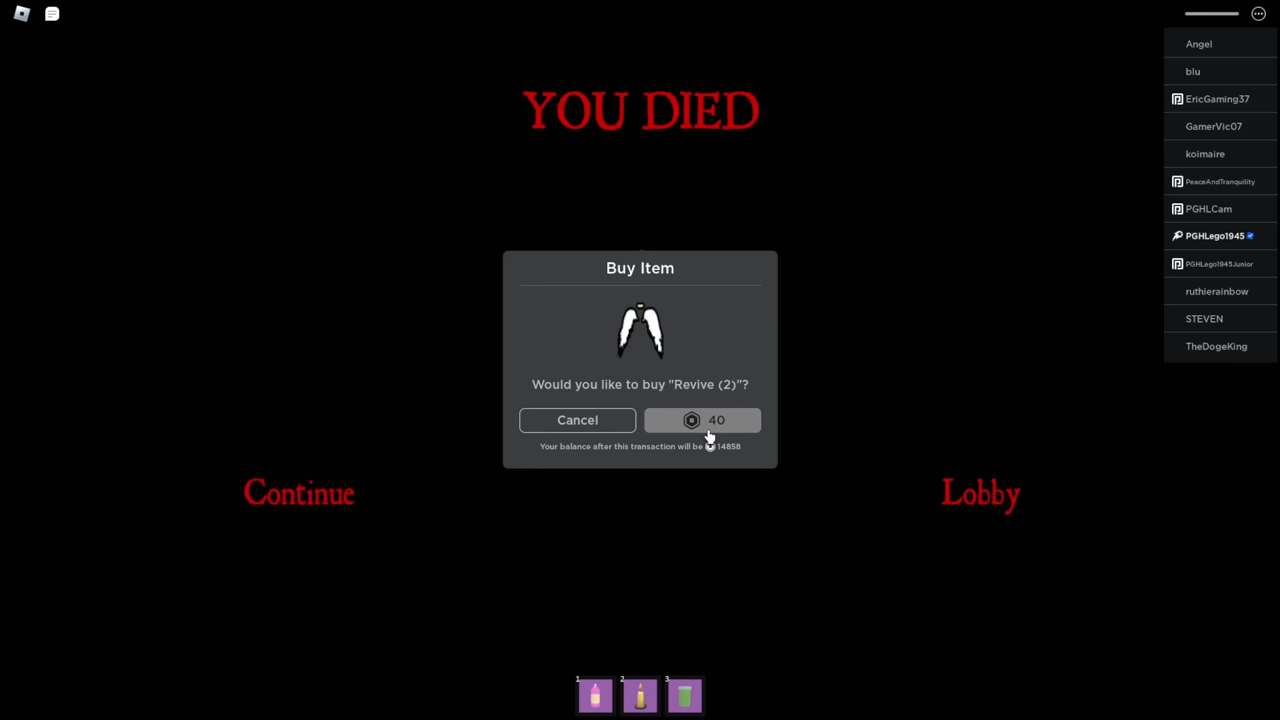 YOU DIED
Buy Item
Would you like to buy "Revive (2)"?
Cancel
40
Your balance after this transaction will be 14858
Continue
Lobby
Angel
blu
EricGaming37
GamerVic07
koimaire
PeaceAndTranquility
PGHLCam
PGHLego1945
PGHLego1945Junior
ruthierainbow
STEVEN
TheDogeKing
1
2
3